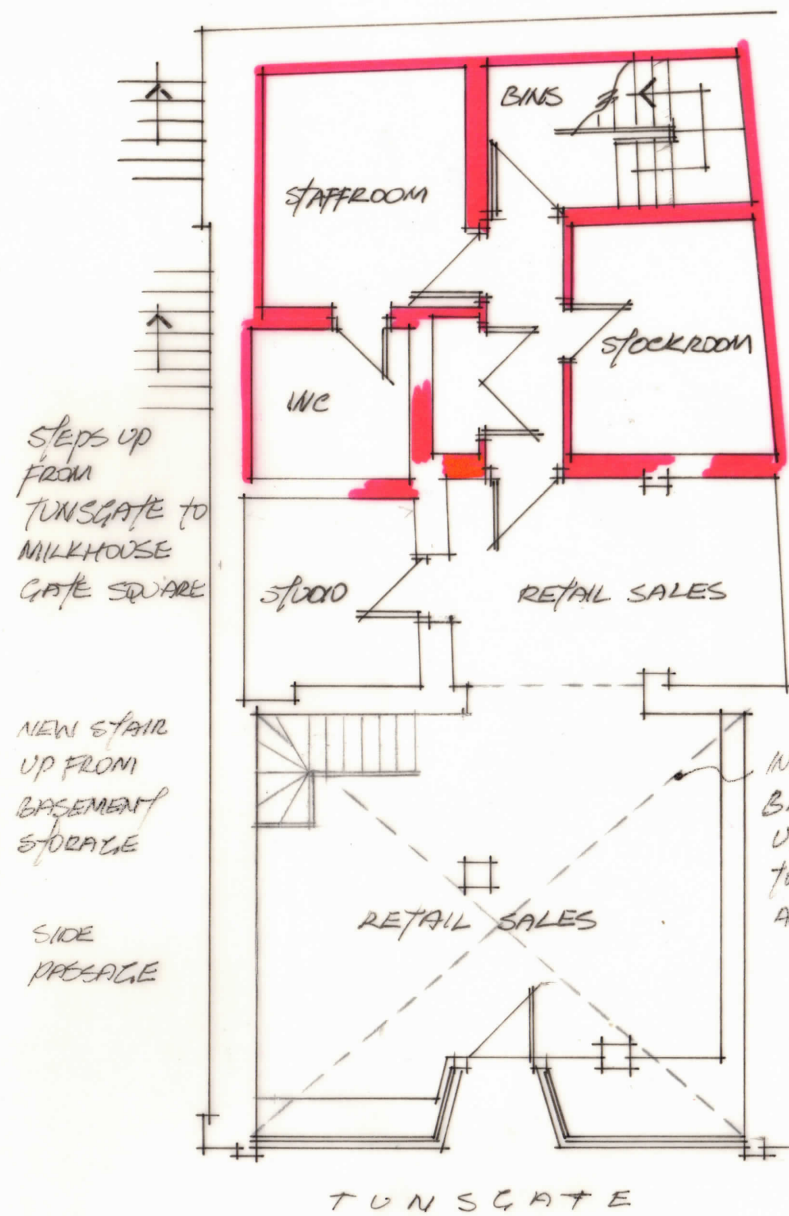 BINS
STAFFROOM
STOCKROOM
WC
STEPS UP
FROM
TUNSGATE TO
MILKHOUSE
GATE SQUARE
STUDIO
RETAIL SALES
NEW STAIR
UP FROM
BASEMENT
STORAGE
RETAIL SALES
SIDE
PASSAGE
TUNSGATE